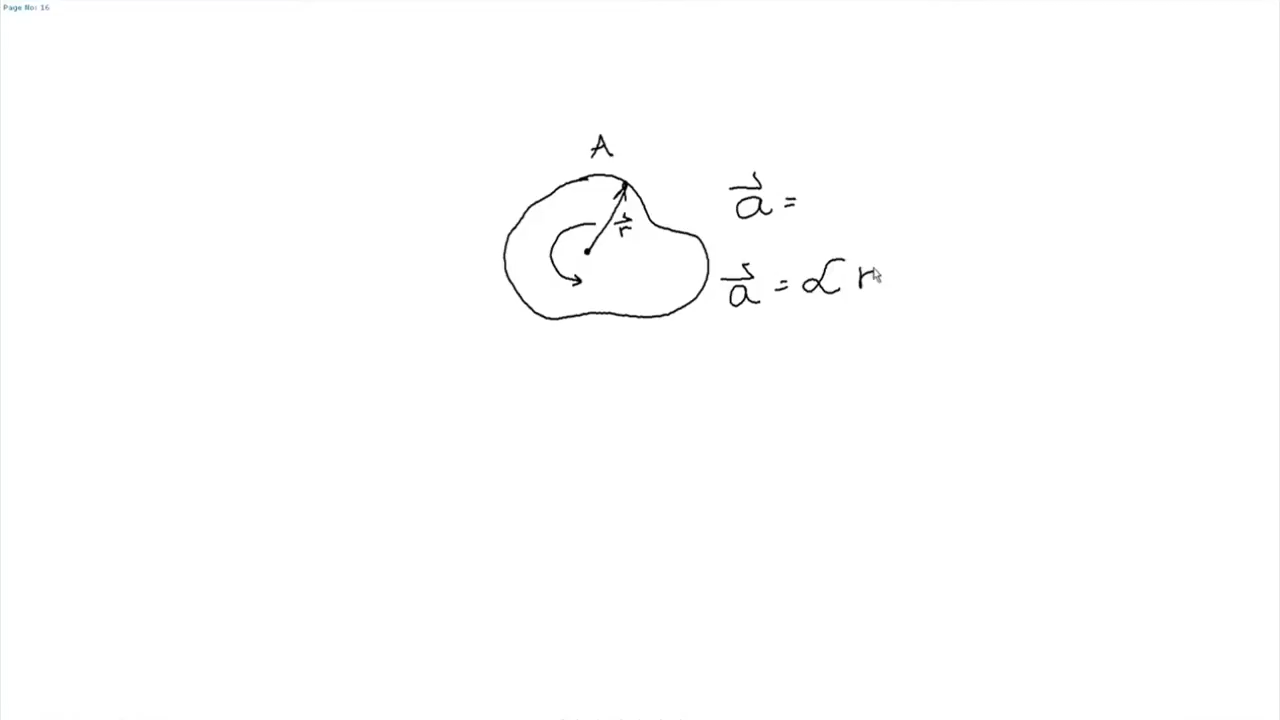 Page No: 16
A
r⃗
a⃗ =
a⃗ = α r